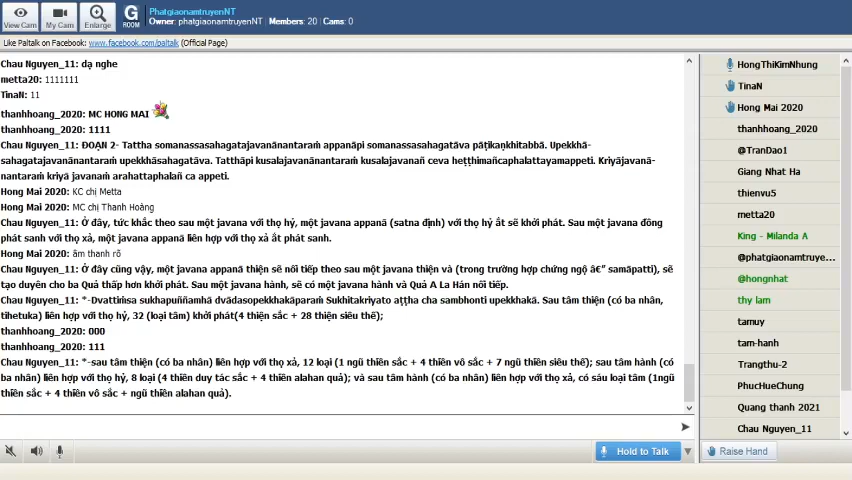 View Cam
My Cam
Enlarge
G
ROOM
PhatgiaonamtruyenNT
Owner: phatgiaonamtruyenNT | Members: 20 | Cams: 0
Like Paltalk on Facebook: www.facebook.com/paltalk (Official Page)
Chau Nguyen_11: dạ nghe
metta20: 1111111
TinaN: 11
thanhhoang_2020: MC HONG MAI
thanhhoang_2020: 1111
Chau Nguyen_11: ĐOẠN 2- Tattha somanassasahagatajavanānantaraṁ appanāpi somanassasahagatāva pāṭikaṇkhitabbā. Upekkhā-
sahagatajavanānantaraṁ upekkhāsahagatāva. Tatthāpi kusalajavanānantaraṁ kusalajavanañ ceva heṭṭhimañcaphalattayamappeti. Kriyājavanā-
nantaraṁ kriyā javanaṁ arahattaphalañ ca appeti.
Hong Mai 2020: KC chị Metta
Hong Mai 2020: MC chị Thanh Hoàng
Chau Nguyen_11: Ở đây, tức khắc theo sau một javana với thọ hỷ, một javana appanā (satna định) với thọ hỷ ắt sẽ khởi phát. Sau một javana đồng
phát sanh với thọ xả, một javana appanā liên hợp với thọ xả ắt phát sanh.
Hong Mai 2020: âm thanh rõ
Chau Nguyen_11: Ở đây cũng vậy, một javana appanā thiện sẽ nối tiếp theo sau một javana thiện và (trong trường hợp chứng ngộ â€” samāpatti), sẽ
tạo duyên cho ba Quả thấp hơn khởi phát. Sau một javana hành, sẽ có một javana hành và Quả A La Hán nối tiếp.
Chau Nguyen_11: *-Dvattiṁsa sukhapuññamhā dvādasopekkhakāparaṁ Sukhitakriyato aṭṭha cha sambhonti upekkhakā. Sau tâm thiện (có ba nhân,
tihetuka) liên hợp với thọ hỷ, 32 (loại tâm) khởi phát(4 thiền sắc + 28 thiền siêu thế);
thanhhoang_2020: 000
thanhhoang_2020: 111
Chau Nguyen_11: *-sau tâm thiện (có ba nhân) liên hợp với thọ xả, 12 loại (1 ngũ thiền sắc + 4 thiền vô sắc + 7 ngũ thiền siêu thế); sau tâm hành (có
ba nhân) liên hợp với thọ hỷ, 8 loại (4 thiền duy tác sắc + 4 thiền alahan quả); và sau tâm hành (có ba nhân) liên hợp với thọ xả, có sáu loại tâm (1ngũ
thiền sắc + 4 thiền vô sắc + ngũ thiền alahan quả).
HongThiKimNhung
TinaN
Hong Mai 2020
thanhhoang_2020
@TranDao1
Giang Nhat Ha
thienvu5
metta20
King - Milanda A
@phatgiaonamtruye...
@hongnhat
thy lam
tamuy
tam-hanh
Trangthu-2
PhucHueChung
Quang thanh 2021
Chau Nguyen_11
Hold to Talk
Raise Hand